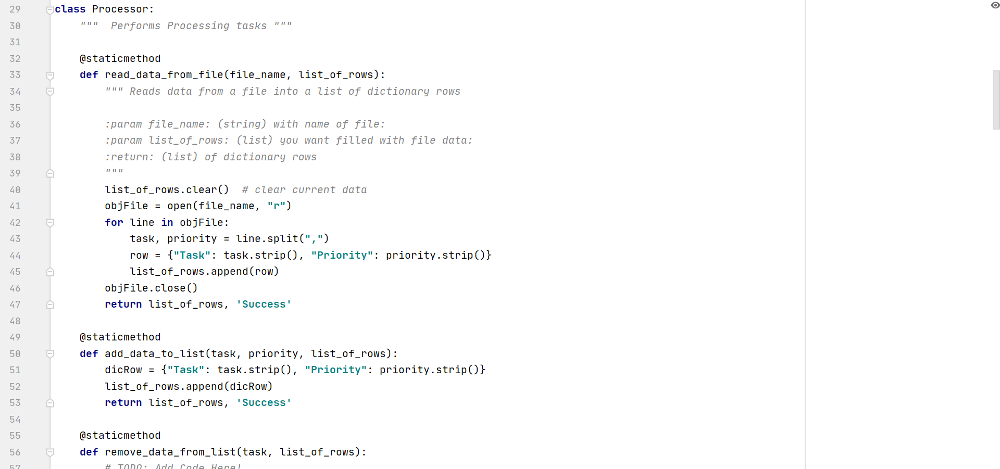 29 class Processor:
30     """  Performs Processing tasks """
31
32     @staticmethod
33     def read_data_from_file(file_name, list_of_rows):
34         """ Reads data from a file into a list of dictionary rows
35
36         :param file_name: (string) with name of file:
37         :param list_of_rows: (list) you want filled with file data:
38         :return: (list) of dictionary rows
39         """
40         list_of_rows.clear()  # clear current data
41         objFile = open(file_name, "r")
42         for line in objFile:
43             task, priority = line.split(",")
44             row = {"Task": task.strip(), "Priority": priority.strip()}
45             list_of_rows.append(row)
46         objFile.close()
47         return list_of_rows, 'Success'
48
49     @staticmethod
50     def add_data_to_list(task, priority, list_of_rows):
51         dicRow = {"Task": task.strip(), "Priority": priority.strip()}
52         list_of_rows.append(dicRow)
53         return list_of_rows, 'Success'
54
55     @staticmethod
56     def remove_data_from_list(task, list_of_rows):
57         # TODO: Add Code Here!